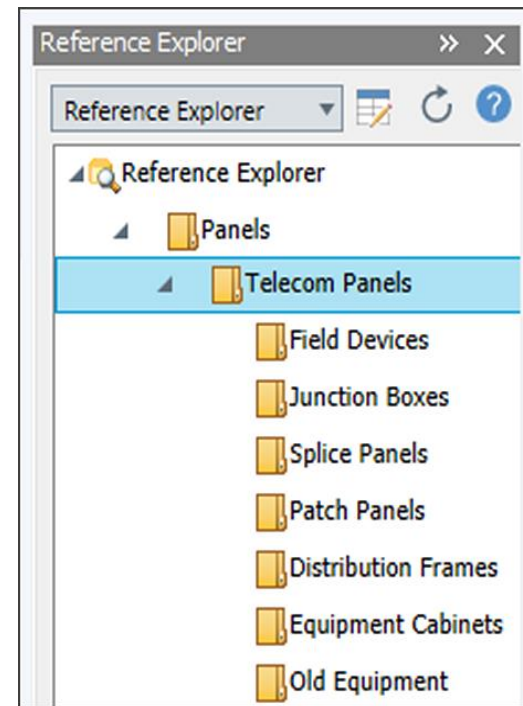 Reference Explorer
Reference Explorer
Reference Explorer
Panels
Telecom Panels
Field Devices
Junction Boxes
Splice Panels
Patch Panels
Distribution Frames
Equipment Cabinets
Old Equipment